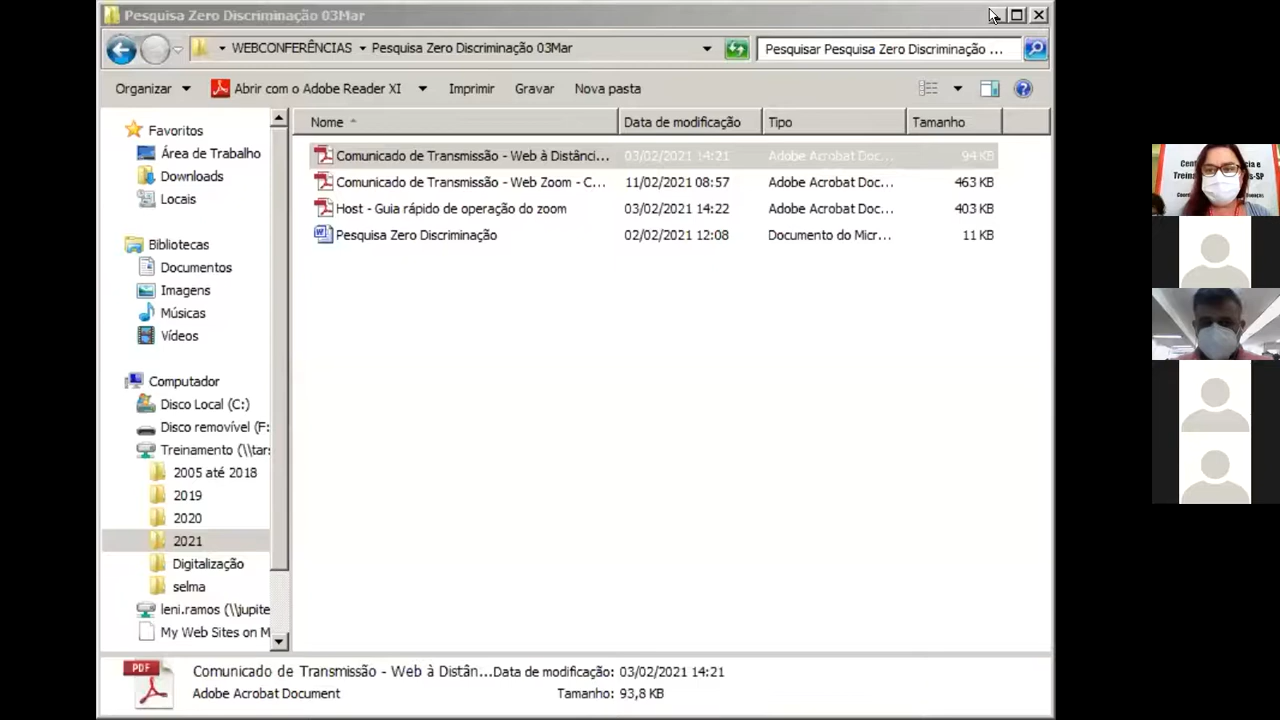 Pesquisa Zero Discriminação 03Mar
WEBCONFERÊNCIAS Pesquisa Zero Discriminação 03Mar
Pesquisar Pesquisa Zero Discriminação ...
Organizar Abrir com o Adobe Reader XI Imprimir Gravar Nova pasta
Nome Data de modificação Tipo Tamanho
Comunicado de Transmissão - Web à Distânci... 03/02/2021 14:21 Adobe Acrobat Doc... 94 KB
Comunicado de Transmissão - Web Zoom - C... 11/02/2021 08:57 Adobe Acrobat Doc... 463 KB
Host - Guia rápido de operação do zoom 03/02/2021 14:22 Adobe Acrobat Doc... 403 KB
Pesquisa Zero Discriminação 02/02/2021 12:08 Documento do Micr... 11 KB
Favoritos
Área de Trabalho
Downloads
Locais
Bibliotecas
Documentos
Imagens
Músicas
Vídeos
Computador
Disco Local (C:)
Disco removível (F:
Treinamento (\\tars
2005 até 2018
2019
2020
2021
Digitalização
selma
leni.ramos (\\jupite
My Web Sites on M
PDF
Comunicado de Transmissão - Web à Distân... Data de modificação: 03/02/2021 14:21
Adobe Acrobat Document Tamanho: 93,8 KB